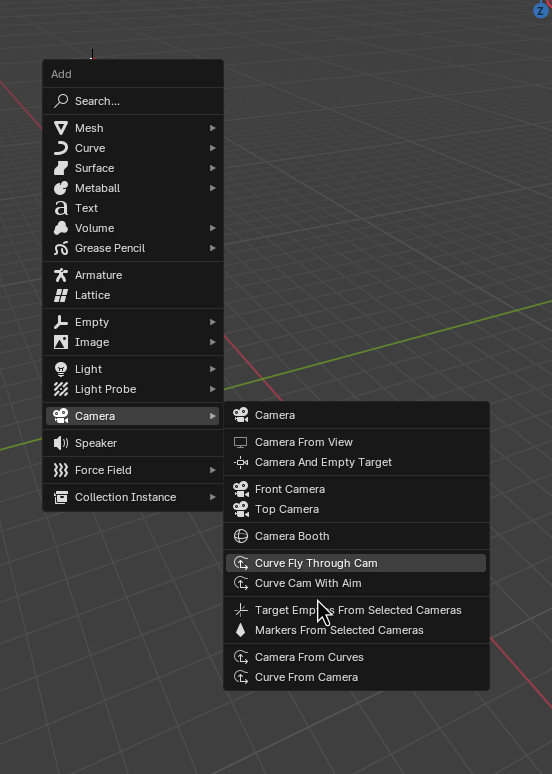 Z
Add
Search...
Mesh
Curve
Surface
Metaball
Text
Volume
Grease Pencil
Armature
Lattice
Empty
Image
Light
Light Probe
Camera
Speaker
Force Field
Collection Instance
Camera
Camera From View
Camera And Empty Target
Front Camera
Top Camera
Camera Booth
Curve Fly Through Cam
Curve Cam With Aim
Target From Selected Cameras
Markers From Selected Cameras
Camera From Curves
Curve From Camera